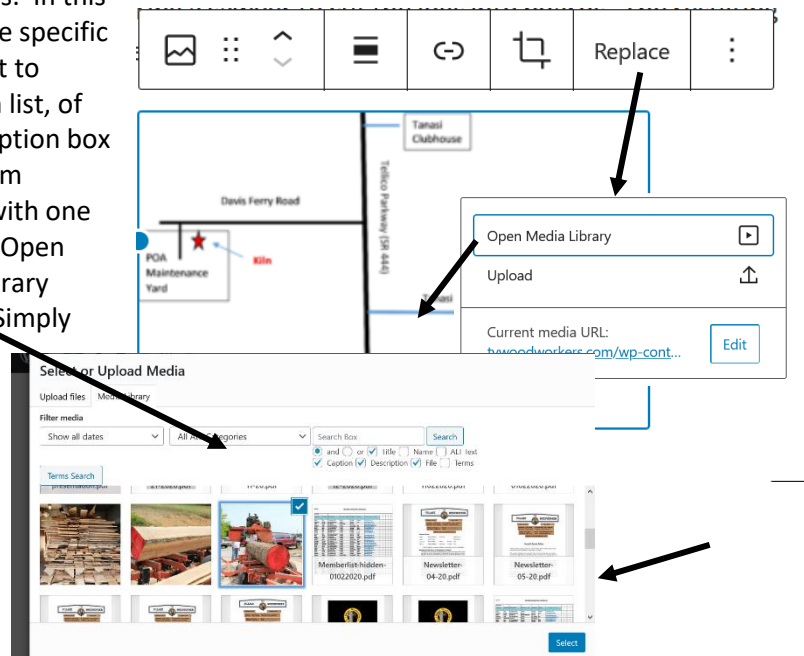 s. In this
e specific
t to
list, of
ption box
m
with one
Open
rary
Simply
Replace
Tanasi
Clubhouse
Tellico Parkway (SR 444)
Davis Ferry Road
Kiln
POA
Maintenance
Yard
Open Media Library
Upload
Current media URL:
tvwoodworkers.com/wp-cont...
Edit
Select or Upload Media
Upload files
Filter media
Show all dates
Search Box
Search
and or Title Name ALT Text
Caption Description File Terms
Terms Search
Memberlist-hidden-
01022020.pdf
Newsletter-
04-20.pdf
Newsletter-
05-20.pdf
Select